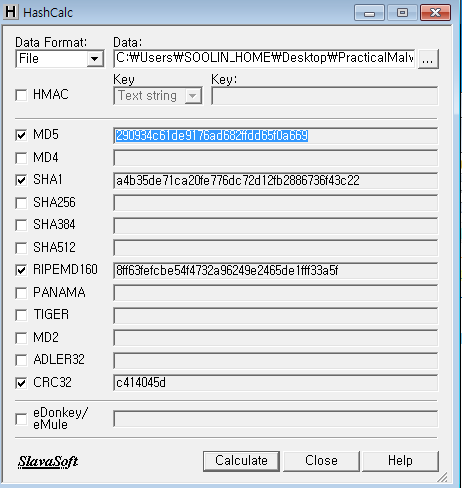 HashCalc
Data Format: Data:
File C:₩Users₩SOOLIN_HOME₩Desktop₩PracticalMalw ...
Key Key:
HMAC Text string
MD5 290934c61de9176ad682ffdd65f0a669
MD4
SHA1 a4b35de71ca20fe776dc72d12fb2886736f43c22
SHA256
SHA384
SHA512
RIPEMD160 8ff63fefcbe54f4732a96249e2465de1fff33a5f
PANAMA
TIGER
MD2
ADLER32
CRC32 c414045d
eDonkey/
eMule
SlavaSoft Calculate Close Help